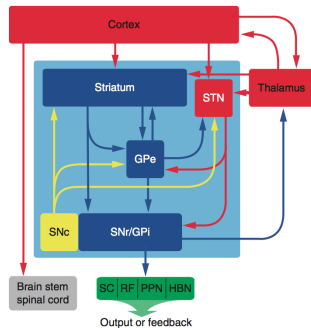 Cortex
Striatum
STN
Thalamus
GPe
SNc
SNr/GPi
Brain stem
spinal cord
SC RF PPN HBN
Output or feedback